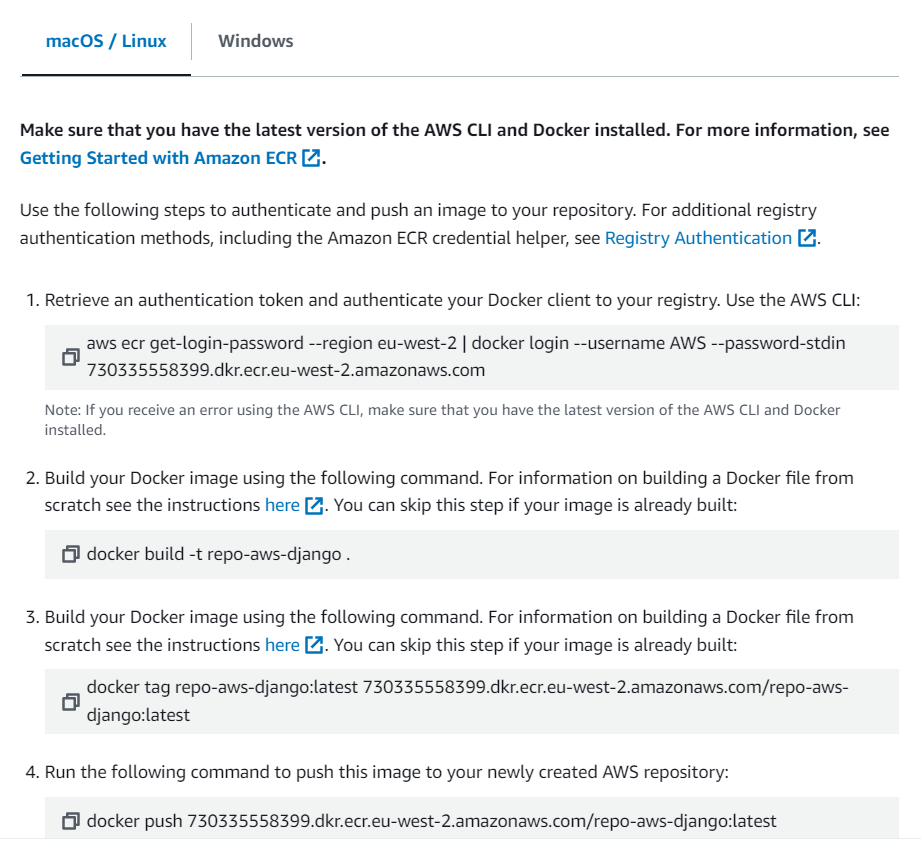 macOS / Linux
Windows
Make sure that you have the latest version of the AWS CLI and Docker installed. For more information, see
Getting Started with Amazon ECR.
Use the following steps to authenticate and push an image to your repository. For additional registry
authentication methods, including the Amazon ECR credential helper, see Registry Authentication.
1. Retrieve an authentication token and authenticate your Docker client to your registry. Use the AWS CLI:
aws ecr get-login-password --region eu-west-2 | docker login --username AWS --password-stdin
730335558399.dkr.ecr.eu-west-2.amazonaws.com
Note: If you receive an error using the AWS CLI, make sure that you have the latest version of the AWS CLI and Docker
installed.
2. Build your Docker image using the following command. For information on building a Docker file from
scratch see the instructions here. You can skip this step if your image is already built:
docker build -t repo-aws-django .
3. Build your Docker image using the following command. For information on building a Docker file from
scratch see the instructions here. You can skip this step if your image is already built:
docker tag repo-aws-django:latest 730335558399.dkr.ecr.eu-west-2.amazonaws.com/repo-aws-
django:latest
4. Run the following command to push this image to your newly created AWS repository:
docker push 730335558399.dkr.ecr.eu-west-2.amazonaws.com/repo-aws-django:latest